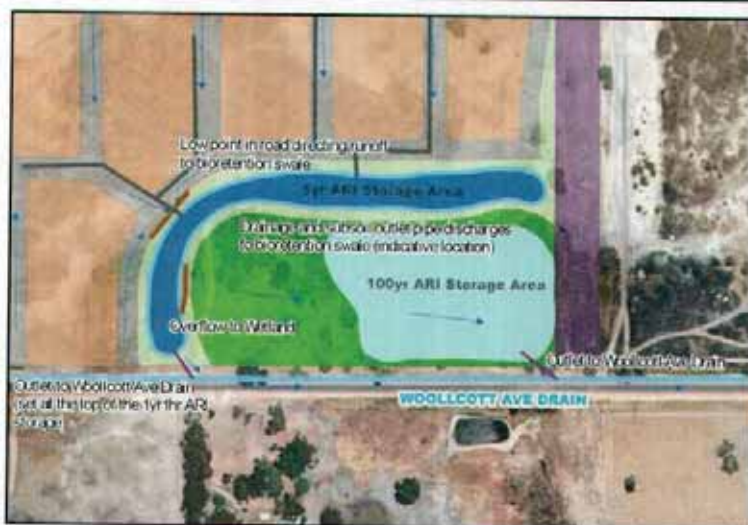 Low point in road directing runoff
to bioretention swale
1yr ARI Storage Area
Drainage and subsoil outlet pipe discharges
to bioretention swale (indicative location)
100yr ARI Storage Area
Overflow to Wetland
Outlet to Woollcott Ave Drain
Outlet to Woollcott Ave Drain
(set at the top of the 1yr 1hr ARI
storage
WOOLLCOTT AVE DRAIN